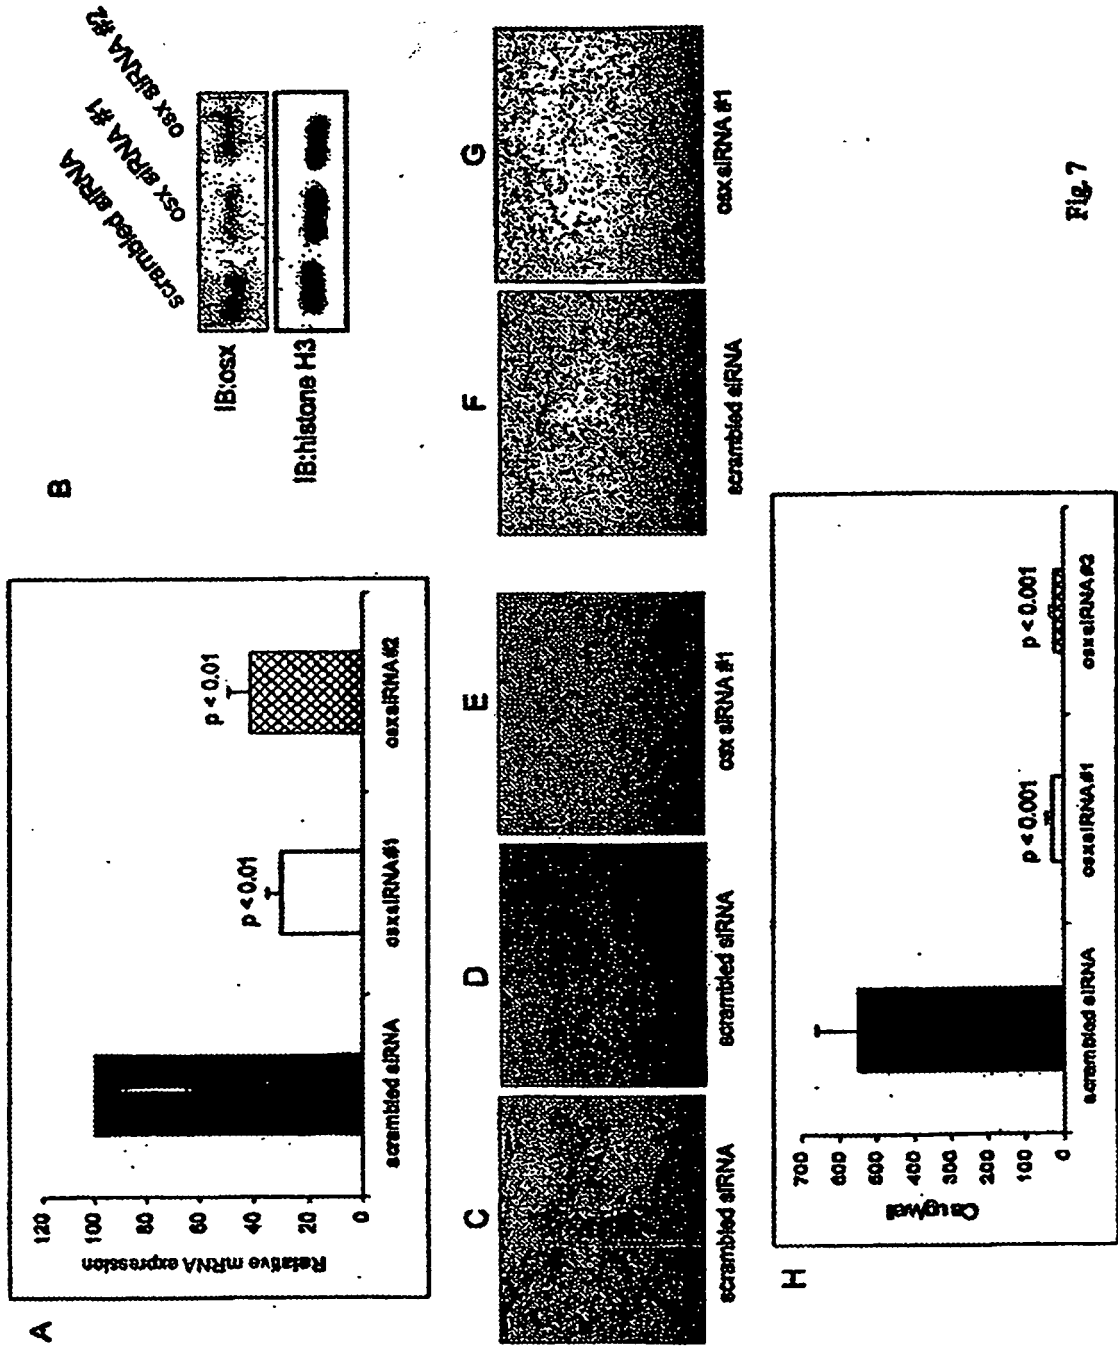 A
Relative mRNA expression
120
100
80
60
40
20
0
p < 0.01
p < 0.01
scrambled siRNA
osx siRNA#1
osx siRNA#2
B
scrambled siRNA
osx siRNA #1
osx siRNA #2
IB:osx
IB:histone H3
C
scrambled siRNA
D
scrambled siRNA
E
osx siRNA #1
F
scrambled siRNA
G
osx siRNA #1
H
Ca ug/well
700
600
500
400
300
200
100
0
p < 0.001
p < 0.001
scrambled siRNA
osx siRNA#1
osx siRNA #2
Fig. 7